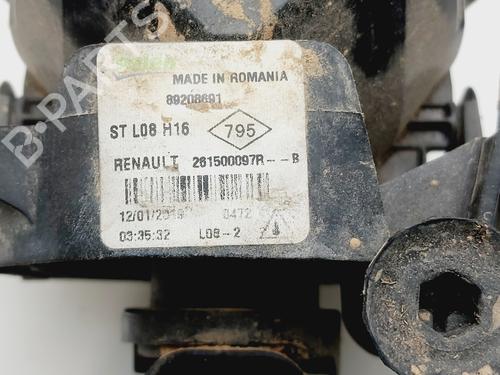 Valeo
MADE IN ROMANIA
89208691
ST L08 H16
795
RENAULT 261500097R---B
12/01/2019 0472
03:35:32 L08-2
B-PARTS